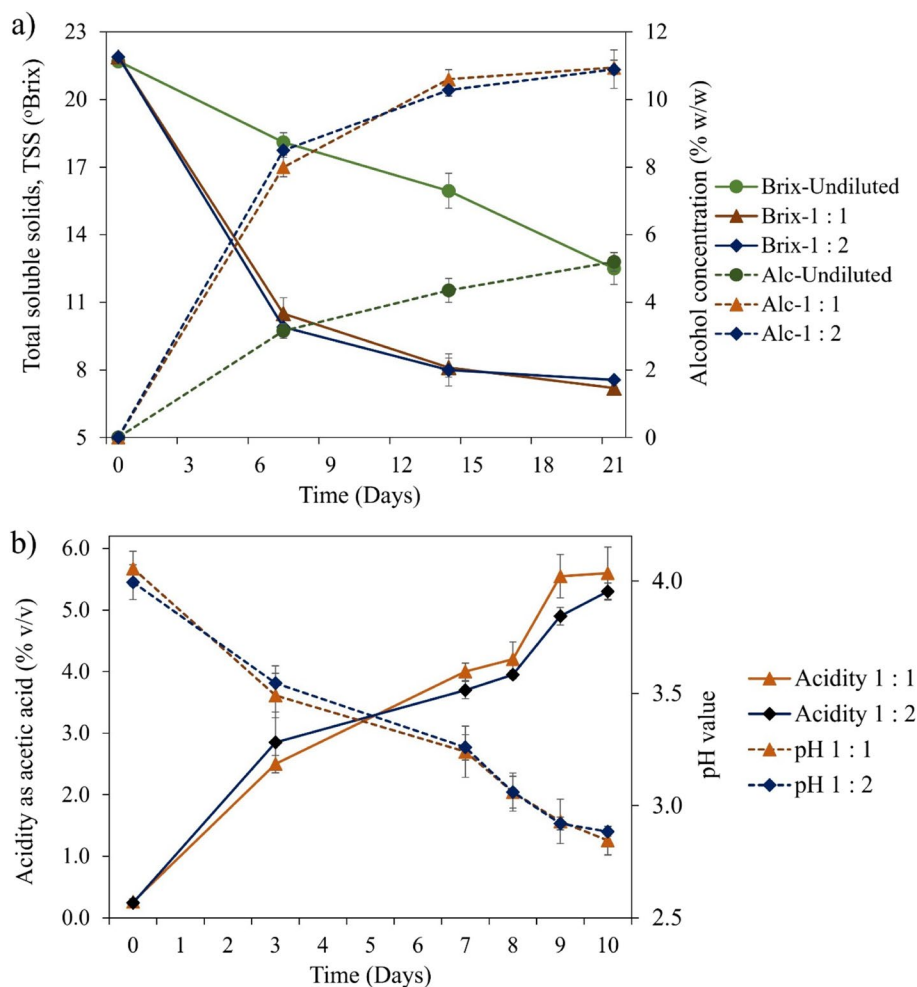 a)
Total soluble solids, TSS (°Brix)
23
20
17
14
11
8
5
12
10
8
6
4
2
0
Alcohol concentration (% w/w)
0 3 6 9 12 15 18 21
Time (Days)
Brix-Undiluted
Brix-1 : 1
Brix-1 : 2
Alc-Undiluted
Alc-1 : 1
Alc-1 : 2
b)
Acidity as acetic acid (% v/v)
6.0
5.0
4.0
3.0
2.0
1.0
0.0
4.0
3.5
3.0
2.5
pH value
0 1 2 3 4 5 6 7 8 9 10
Time (Days)
Acidity 1 : 1
Acidity 1 : 2
pH 1 : 1
pH 1 : 2